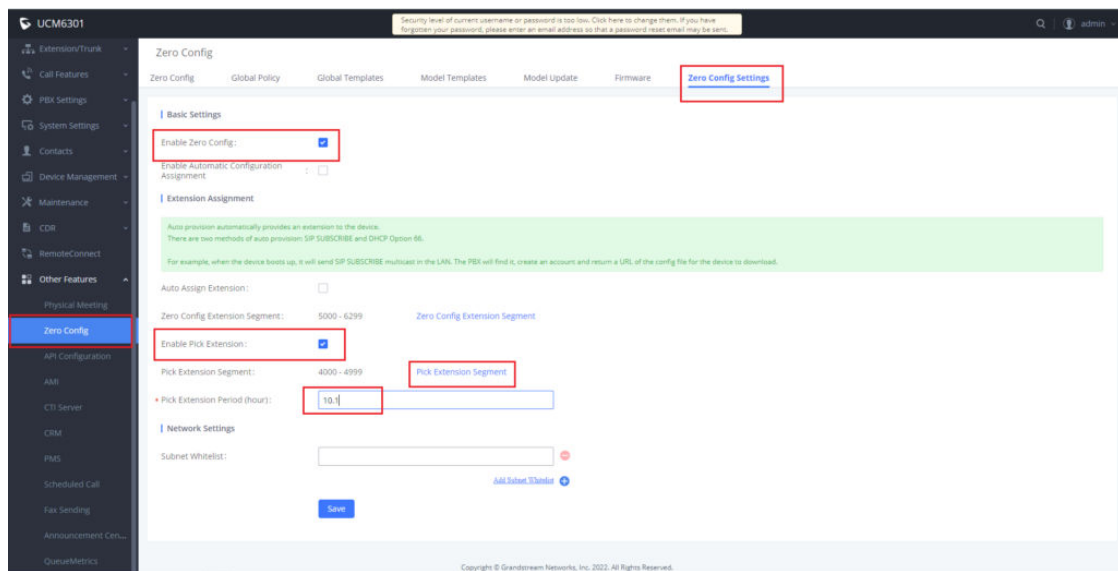 UCM6301
Security level of current username or password is too low. Click here to change them. If you have
forgotten your password, please enter an email address so that a password reset email may be sent.
admin
Extension/Trunk
Call Features
PBX Settings
System Settings
Contacts
Device Management
Maintenance
CDR
RemoteConnect
Other Features
Physical Meeting
Zero Config
API Configuration
AMI
CTI Server
CRM
PMS
Scheduled Call
Fax Sending
Announcement Cen...
QueueMetrics
Zero Config
Zero Config Global Policy Global Templates Model Templates Model Update Firmware Zero Config Settings
Basic Settings
Enable Zero Config :
Enable Automatic Configuration :
Assignment
Extension Assignment
Auto provision automatically provides an extension to the device.
There are two methods of auto provision: SIP SUBSCRIBE and DHCP Option 66.
For example, when the device boots up, it will send SIP SUBSCRIBE multicast in the LAN. The PBX will find it, create an account and return a URL of the config file for the device to download.
Auto Assign Extension :
Zero Config Extension Segment : 5000 - 6299 Zero Config Extension Segment
Enable Pick Extension :
Pick Extension Segment : 4000 - 4999 Pick Extension Segment
* Pick Extension Period (hour) : 10.1
Network Settings
Subnet Whitelist :
Add Subnet Whitelist
Save
Copyright © Grandstream Networks, Inc. 2022. All Rights Reserved.